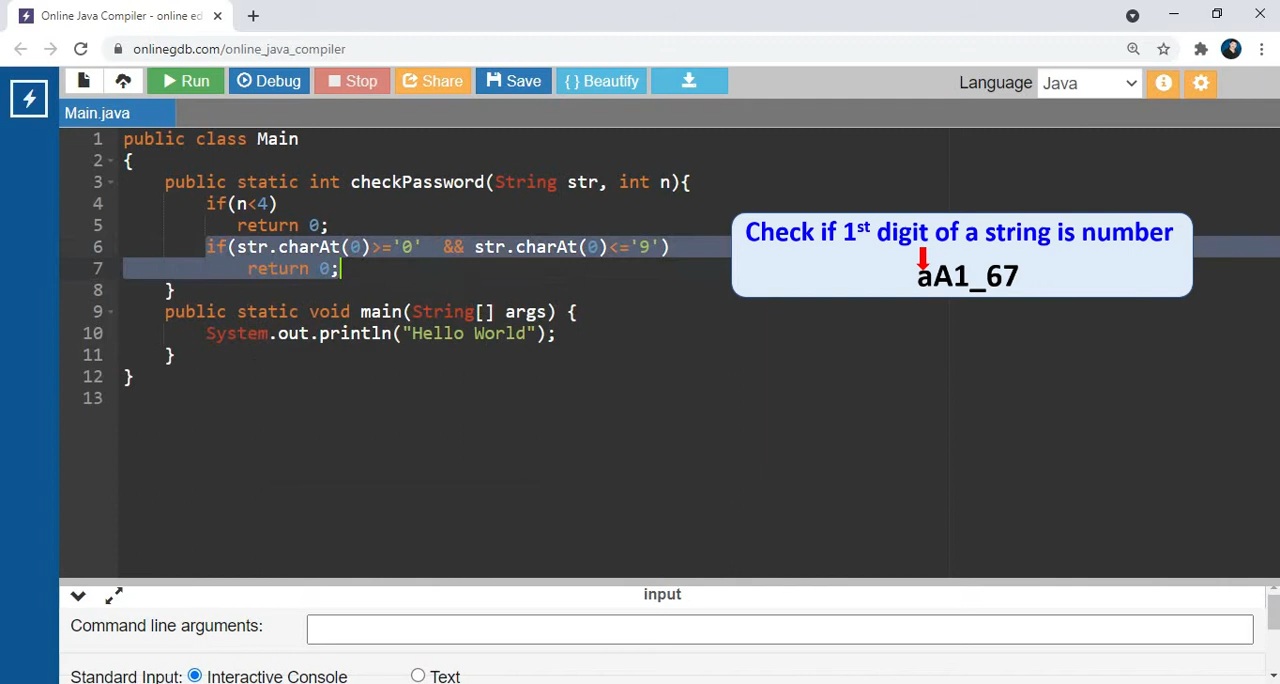 Online Java Compiler - online ed
onlinegdb.com/online_java_compiler
Run Debug Stop Share Save { } Beautify Language Java
Main.java
1 public class Main
2 {
3 public static int checkPassword(String str, int n){
4 if(n<4)
5 return 0;
6 if(str.charAt(0)>='0' && str.charAt(0)<='9')
7 return 0;
8 }
9 public static void main(String[] args) {
10 System.out.println("Hello World");
11 }
12 }
13
Check if 1st digit of a string is number
aA1_67
input
Command line arguments:
Standard Input: Interactive Console Text